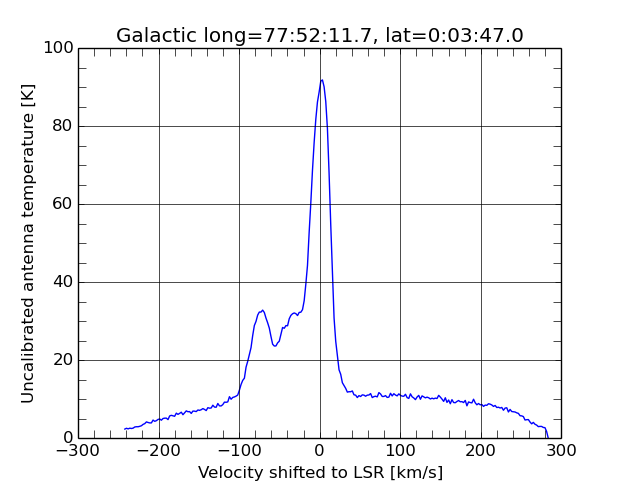 Galactic long=77:52:11.7, lat=0:03:47.0
Uncalibrated antenna temperature [K]
100
80
60
40
20
0
−300 −200 −100 0 100 200 300
Velocity shifted to LSR [km/s]